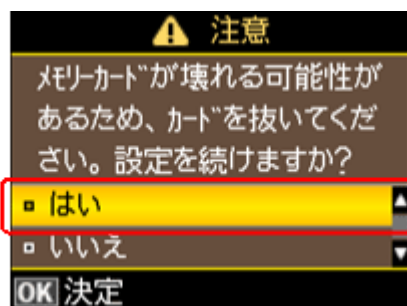 注意
ﾒﾓﾘｰｶｰﾄﾞが壊れる可能性が
あるため、ｶｰﾄﾞを抜いてくだ
さい。設定を続けますか?
はい
いいえ
OK 決定